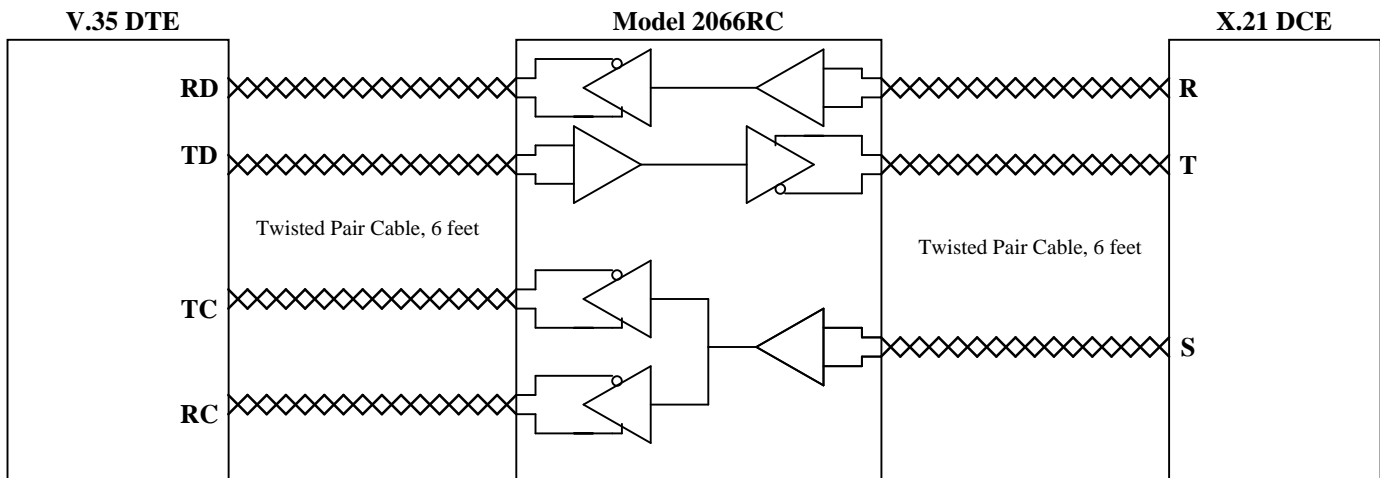 V.35 DTE
Model 2066RC
X.21 DCE
RD
R
TD
T
Twisted Pair Cable, 6 feet
Twisted Pair Cable, 6 feet
TC
S
RC